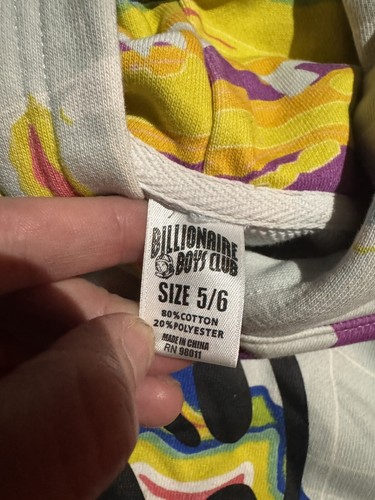 BILLIONAIRE
BOYS CLUB
SIZE 5/6
80% COTTON
20% POLYESTER
MADE IN CHINA
RN 98011